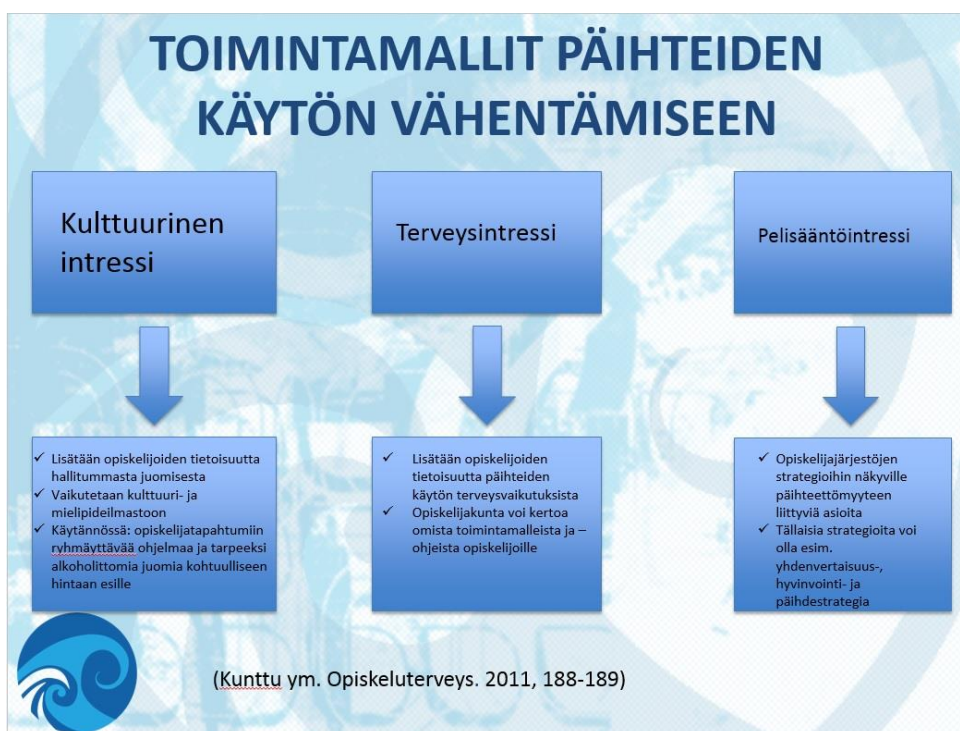 TOIMINTAMALLIT PÄIHTEIDEN
KÄYTÖN VÄHENTÄMISEEN
Kulttuurinen
intressi
Terveysintressi
Pelisääntöintressi
✓ Lisätään opiskelijoiden tietoisuutta
hallitummasta juomisesta
✓ Vaikutetaan kulttuuri- ja
mielipideilmastoon
✓ Käytännössä: opiskelijatapahtumiin
ryhmäyttävää ohjelmaa ja tarpeeksi
alkoholittomia juomia kohtuulliseen
hintaan esille
✓ Lisätään opiskelijoiden
tietoisuutta päihteiden
käytön terveysvaikutuksista
✓ Opiskelijakunta voi kertoa
omista toimintamalleista ja –
ohjeista opiskelijoille
✓ Opiskelijajärjestöjen
strategioihin näkyville
päihteettömyyteen
liittyviä asioita
✓ Tällaisia strategioita voi
olla esim.
yhdenvertaisuus-,
hyvinvointi- ja
päihdestrategia
(Kunttu ym. Opiskeluterveys. 2011, 188-189)